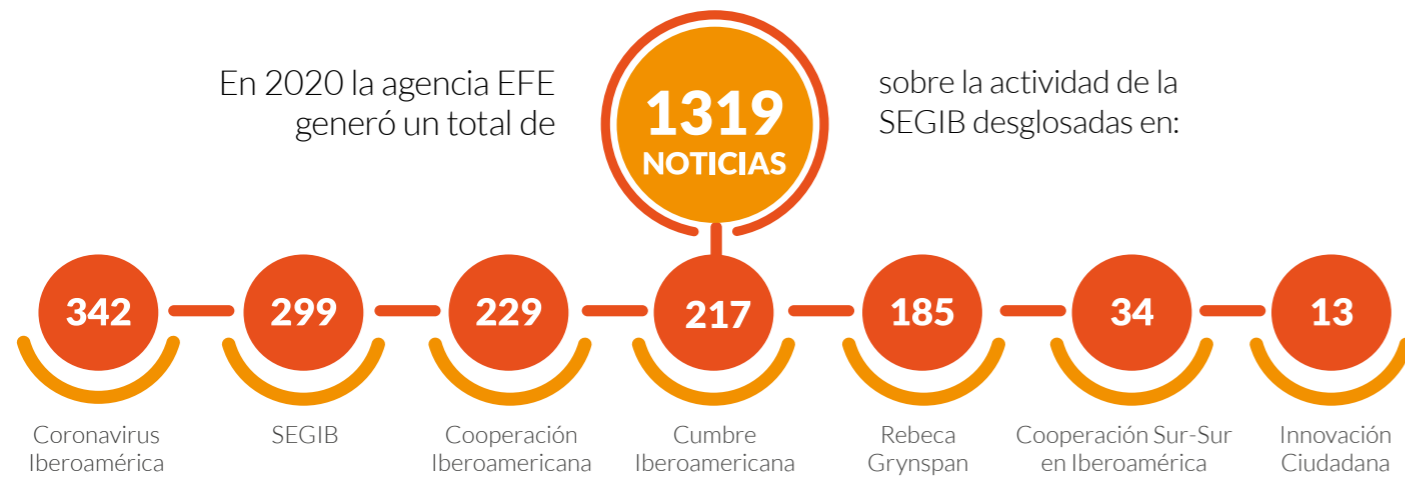 En 2020 la agencia EFE
generó un total de
1319
NOTICIAS
sobre la actividad de la
SEGIB desglosadas en:
342
299
229
217
185
34
13
Coronavirus
Iberoamérica
SEGIB
Cooperación
Iberoamericana
Cumbre
Iberoamericana
Rebeca
Grynspan
Cooperación Sur-Sur
en Iberoamérica
Innovación
Ciudadana